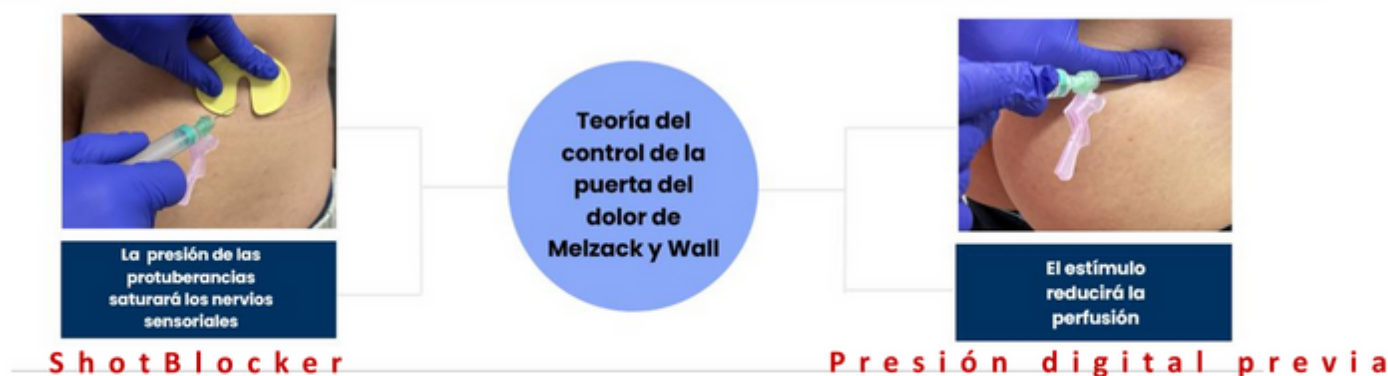 Teoría del
control de la
puerta del
dolor de
Melzack y Wall
La presión de las
protuberancias
saturará los nervios
sensoriales
El estímulo
reducirá la
perfusión
ShotBlocker
Presión digital previa